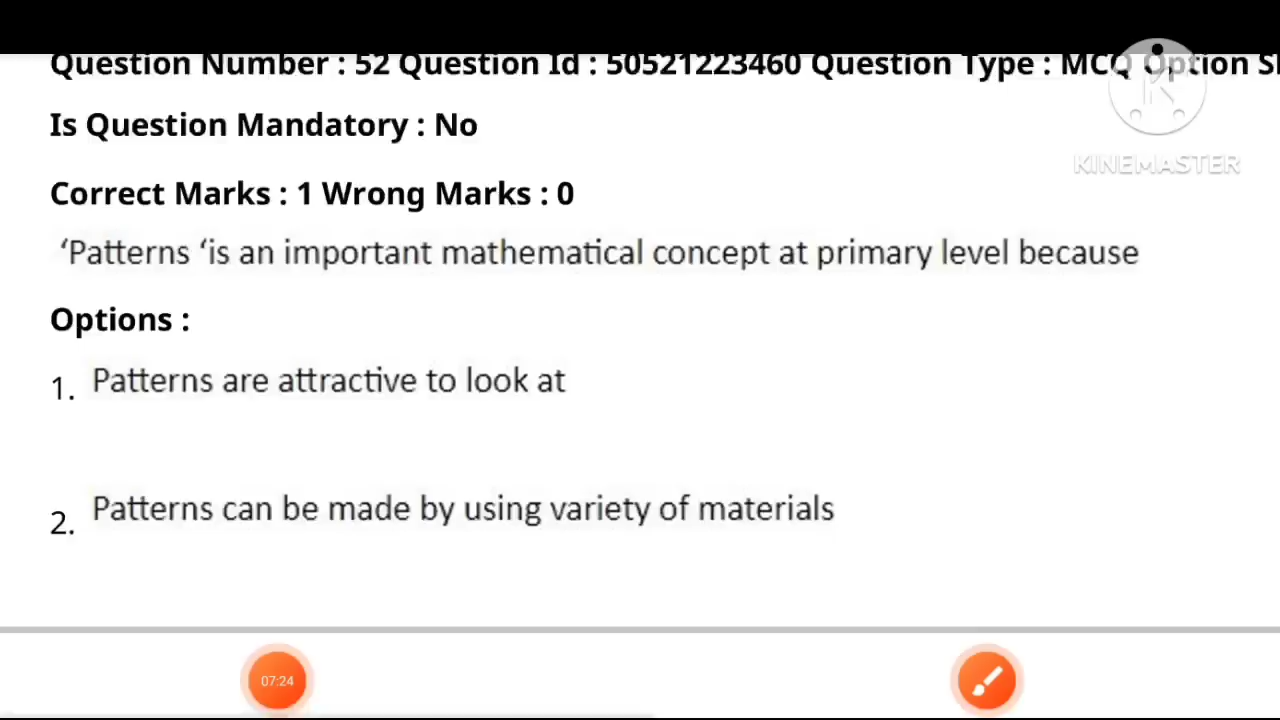 Question Number : 52 Question Id : 50521223460 Question Type : MCQ Option
Is Question Mandatory : No
KINEMASTER
Correct Marks : 1 Wrong Marks : 0
‘Patterns ‘is an important mathematical concept at primary level because
Options :
1. Patterns are attractive to look at
2. Patterns can be made by using variety of materials
07:24